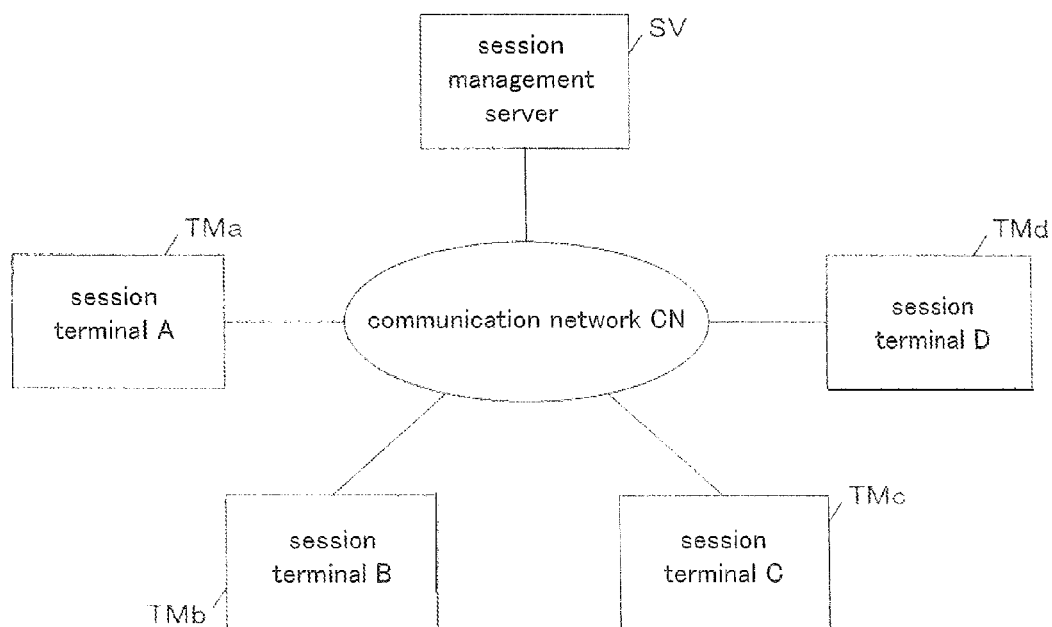 SV
session
management
server
TMa
session
terminal A
communication network CN
TMd
session
terminal D
session
terminal B
TMb
session
terminal C
TMc